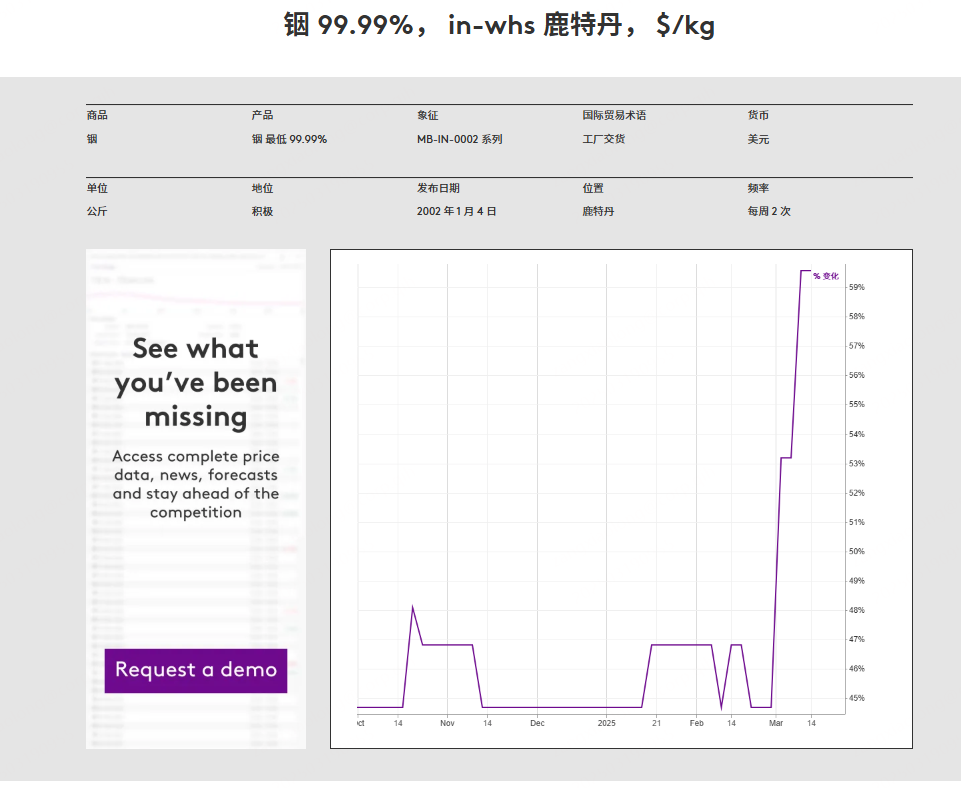 铟 99.99%， in-whs 鹿特丹， $/kg
商品 产品 象征 国际贸易术语 货币
铟 铟 最低 99.99% MB-IN-0002 系列 工厂交货 美元
单位 地位 发布日期 位置 频率
公斤 积极 2002 年 1 月 4 日 鹿特丹 每周 2 次
See what
you’ve been
missing
Access complete price
data, news, forecasts
and stay ahead of the
competition
Request a demo
% 变化
59%
58%
57%
56%
55%
54%
53%
52%
51%
50%
49%
48%
47%
46%
45%
14 Nov 14 Dec 2025 21 Feb 14 Mar 14